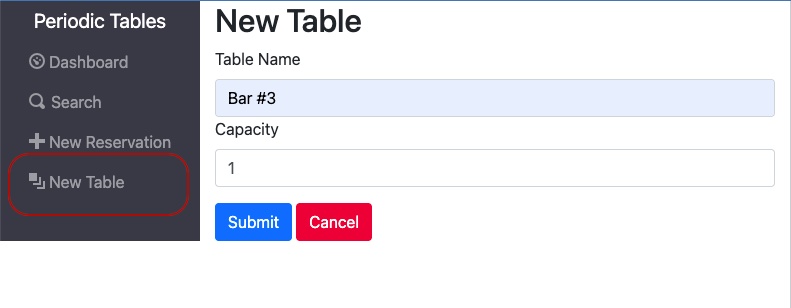 Periodic Tables
Dashboard
Search
New Reservation
New Table
New Table
Table Name
Bar #3
Capacity
1
Submit
Cancel